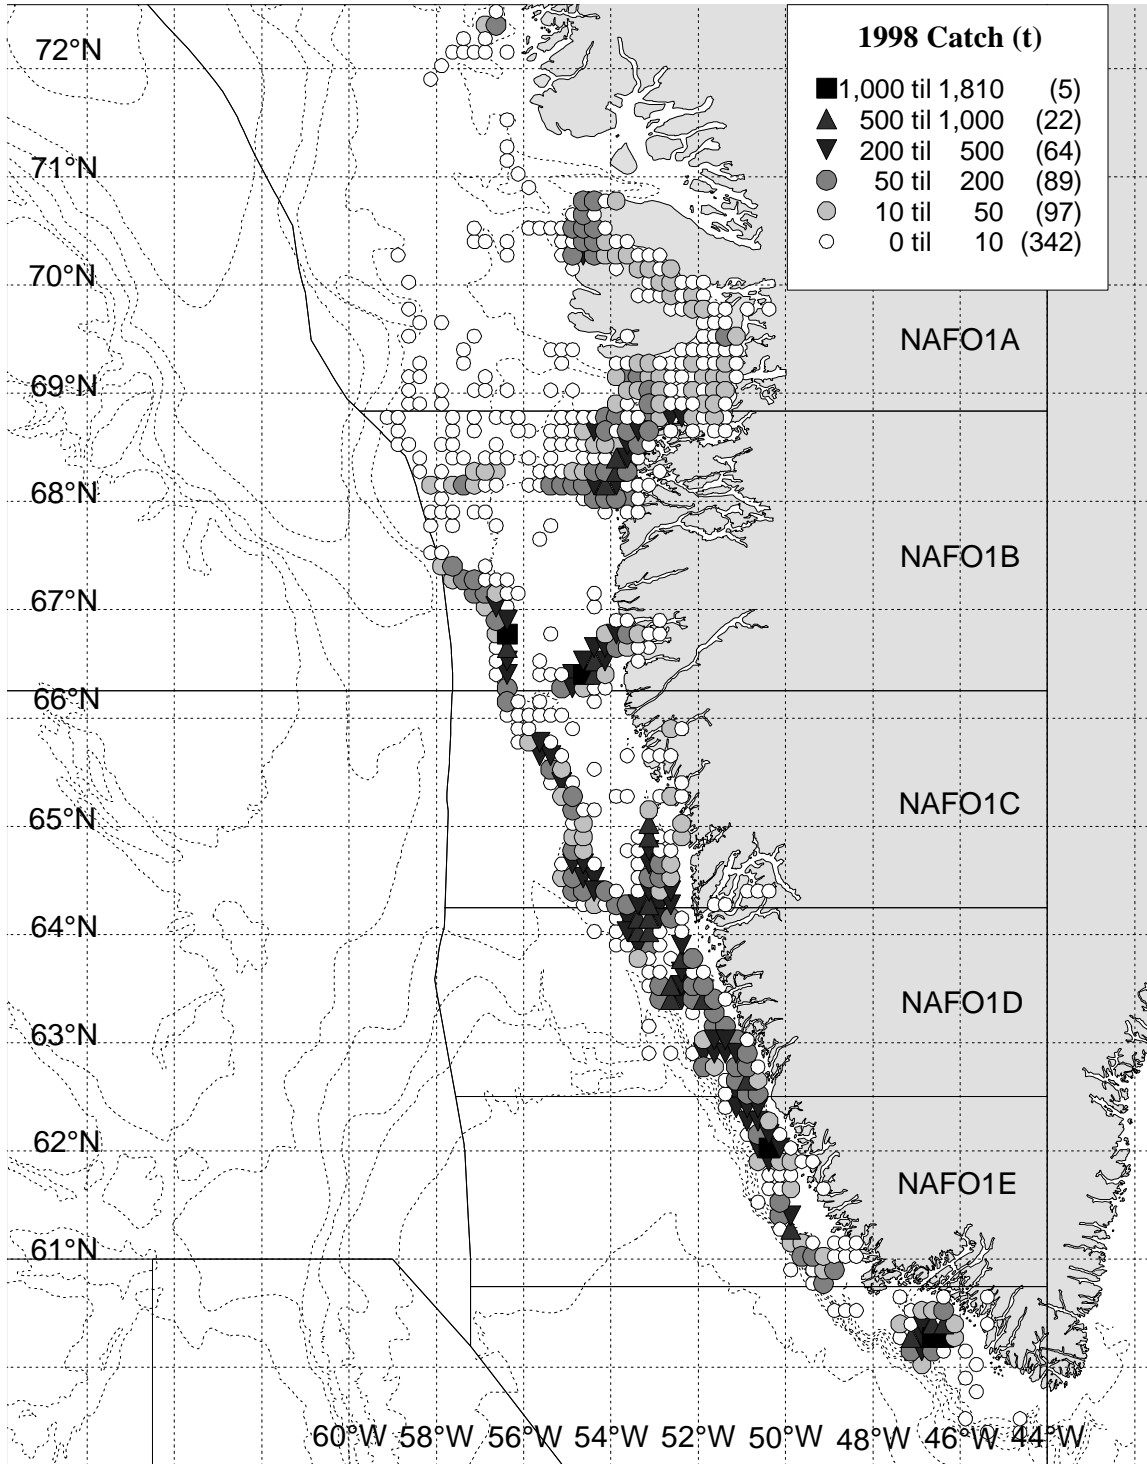 1998 Catch (t)
1,000 til 1,810 (5)
500 til 1,000 (22)
200 til 500 (64)
50 til 200 (89)
10 til 50 (97)
0 til 10 (342)
72°N
71°N
70°N
NAFO1A
69°N
68°N
NAFO1B
67°N
66°N
NAFO1C
65°N
64°N
NAFO1D
63°N
62°N
NAFO1E
61°N
60°W 58°W 56°W 54°W 52°W 50°W 48°W 46°W 44°W